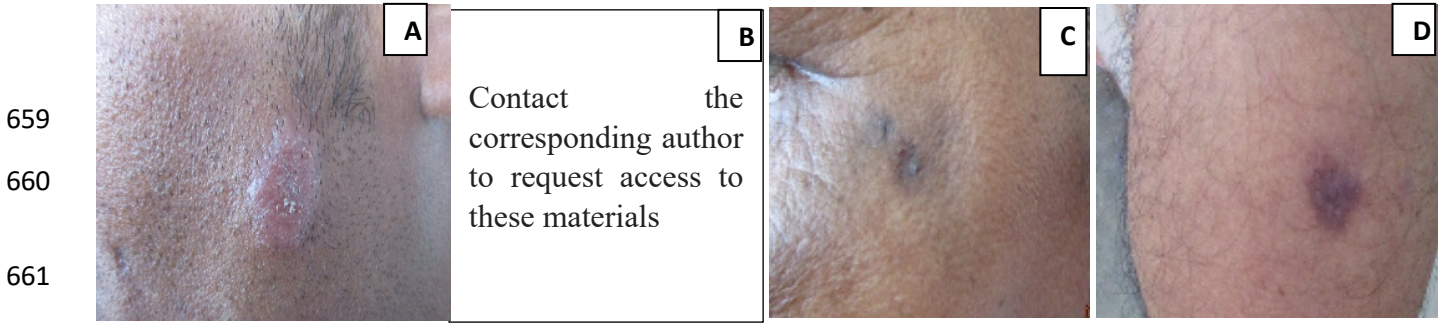 A
B
C
D
659
660
661
Contact the
corresponding author
to request access to
these materials